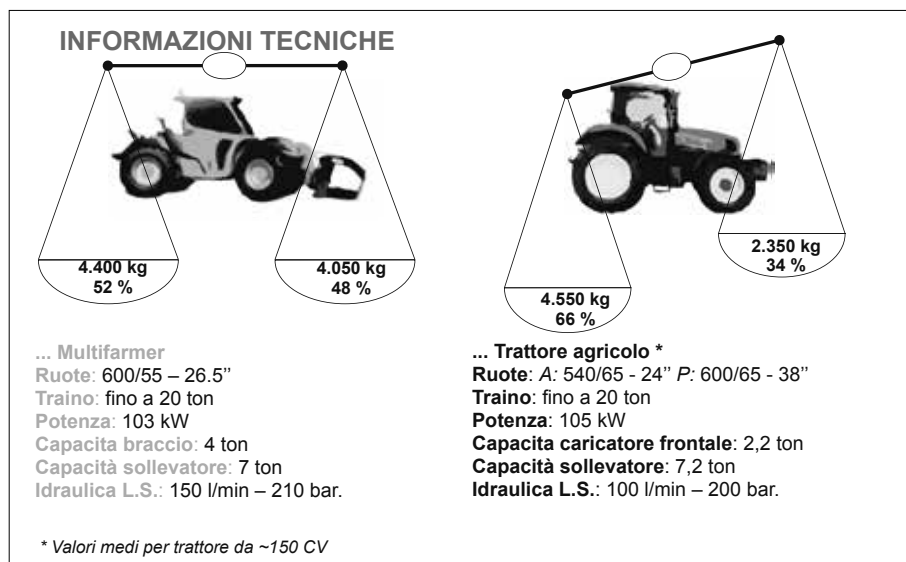 INFORMAZIONI TECNICHE
4.400 kg
52 %
4.050 kg
48 %
4.550 kg
66 %
2.350 kg
34 %
... Multifarmer
Ruote: 600/55 – 26.5’’
Traino: fino a 20 ton
Potenza: 103 kW
Capacita braccio: 4 ton
Capacità sollevatore: 7 ton
Idraulica L.S.: 150 l/min – 210 bar.
... Trattore agricolo *
Ruote: A: 540/65 - 24’’ P: 600/65 - 38’’
Traino: fino a 20 ton
Potenza: 105 kW
Capacita caricatore frontale: 2,2 ton
Capacità sollevatore: 7,2 ton
Idraulica L.S.: 100 l/min – 200 bar.
* Valori medi per trattore da ~150 CV